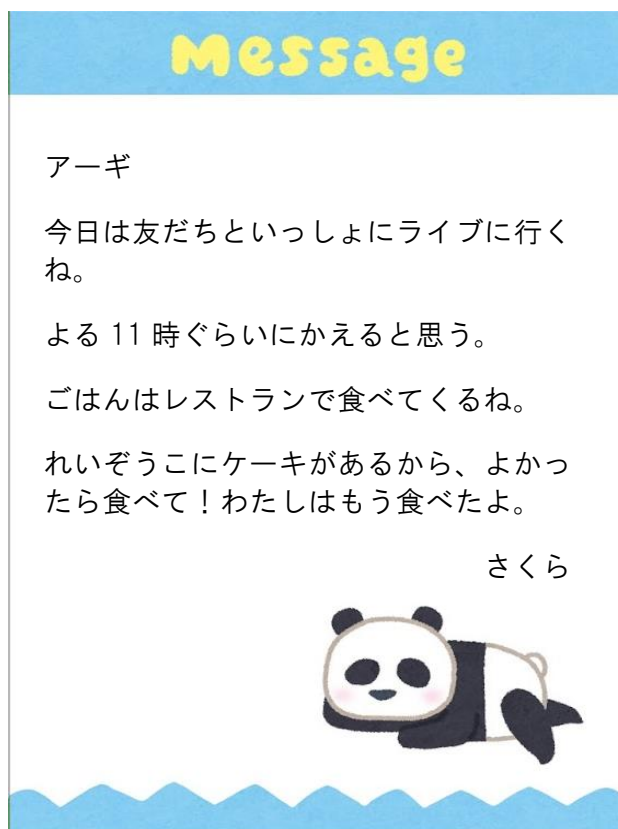 Message
アーギ
今日は友だちといっしょにライブに行く
ね。
よる 11 時ぐらいにかえると思う。
ごはんはレストランで食べてくるね。
れいぞうこにケーキがあるから、よかっ
たら食べて！わたしはもう食べたよ。
さくら